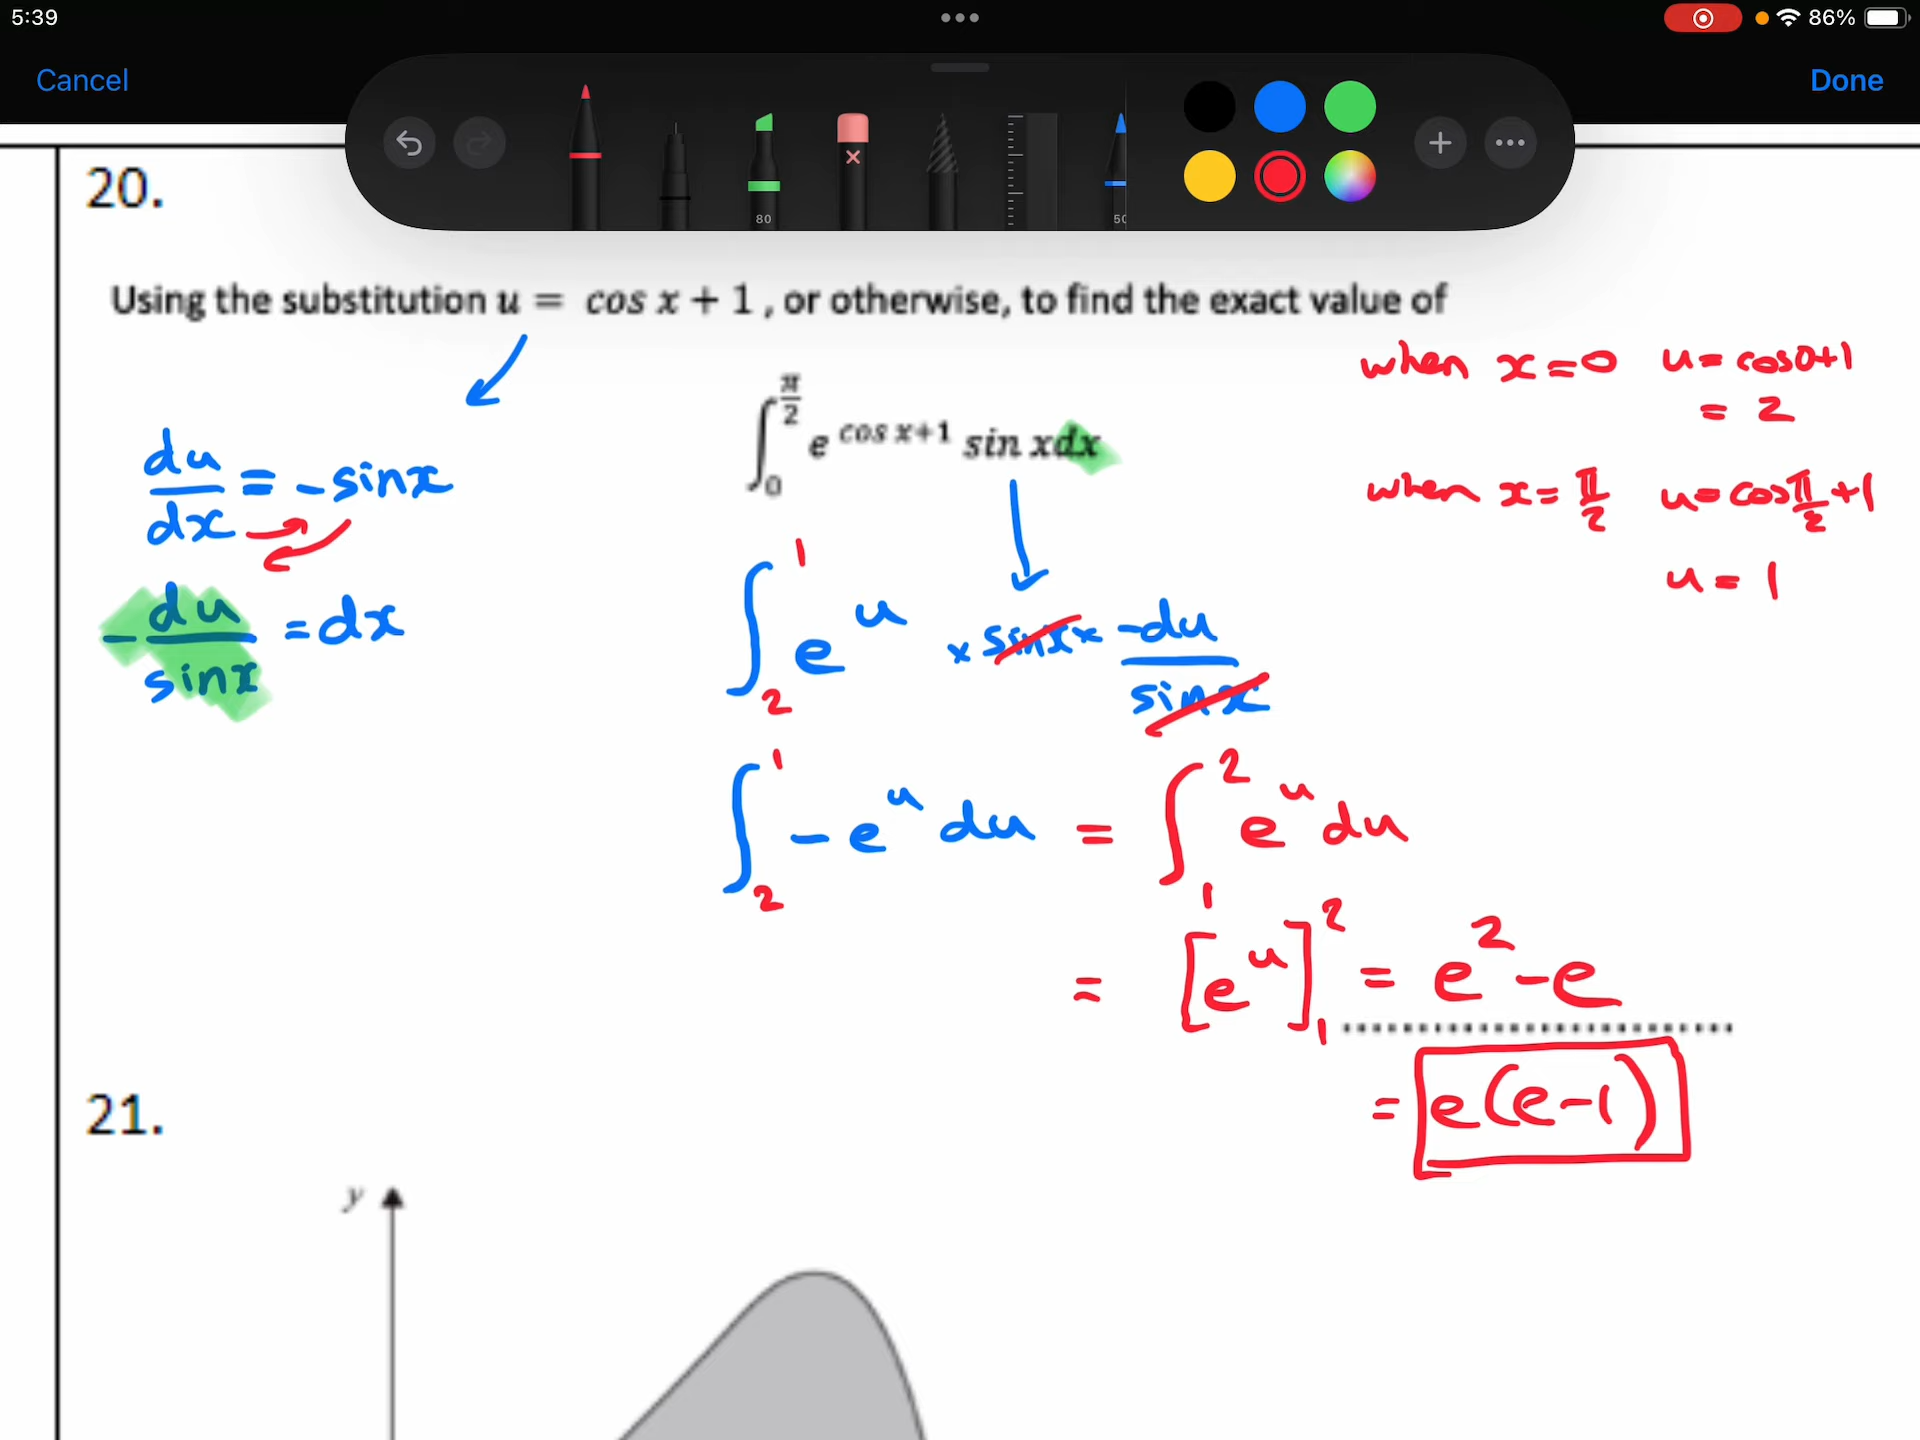 5:39
86%
Cancel
Done
80
50
20.
Using the substitution u = cos x + 1 , or otherwise, to find the exact value of
∫₀^(π/2) e^(cos x+1) sin x dx
when x = 0 u = cos0+1
= 2
when x = π/2 u = cos π/2 + 1
u = 1
du/dx = - sinx
- du/sinx = dx
∫₂¹ e^u × sinx × -du/sinx
∫₂¹ - e^u du = ∫₁² e^u du
= [e^u]₁² = e² - e
= e(e-1)
21.
y